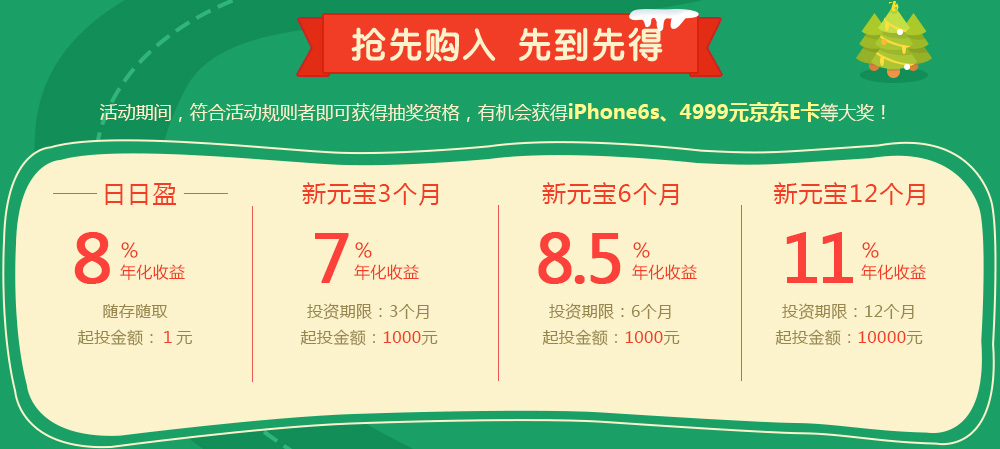 抢先购入 先到先得
活动期间，符合活动规则者即可获得抽奖资格，有机会获得iPhone6s、4999元京东E卡等大奖！
日日盈
8%
年化收益
随存随取
起投金额：1元
新元宝3个月
7%
年化收益
投资期限：3个月
起投金额：1000元
新元宝6个月
8.5%
年化收益
投资期限：6个月
起投金额：1000元
新元宝12个月
11%
年化收益
投资期限：12个月
起投金额：10000元